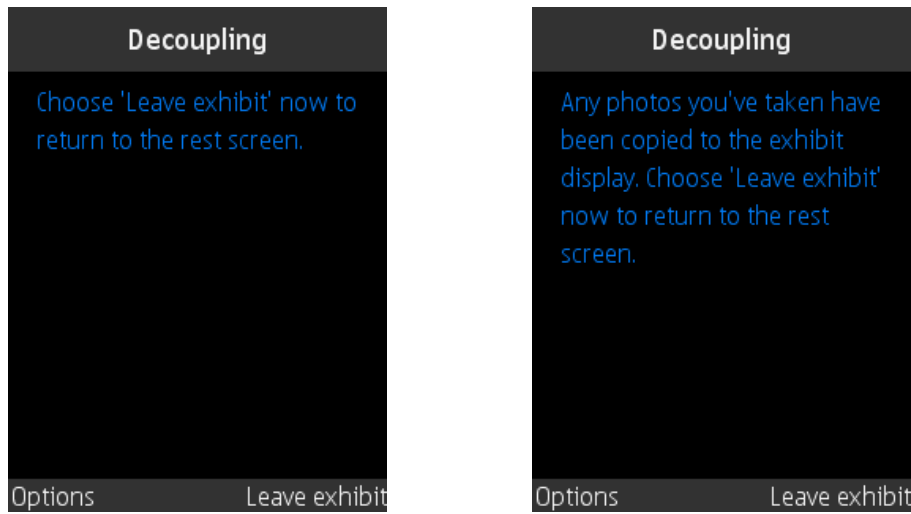 Decoupling
Choose 'Leave exhibit' now to
return to the rest screen.
Options Leave exhibit
Decoupling
Any photos you've taken have
been copied to the exhibit
display. Choose 'Leave exhibit'
now to return to the rest
screen.
Options Leave exhibit